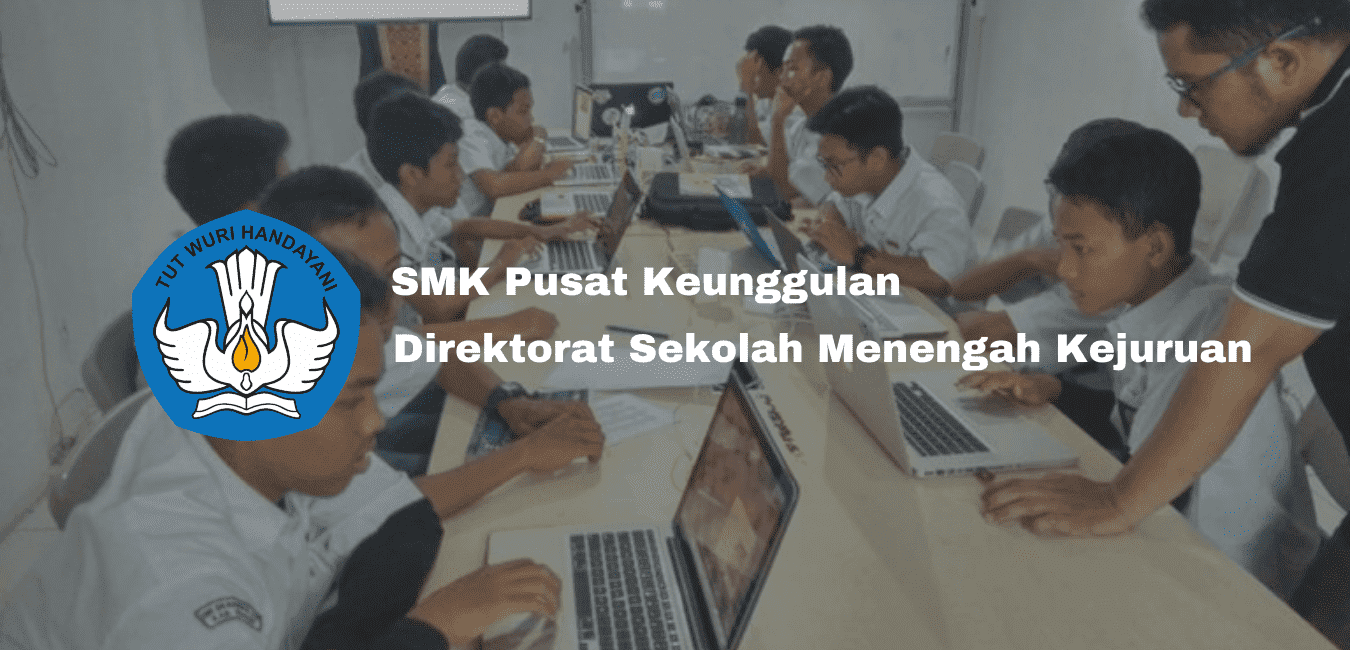 TUT WURI HANDAYANI
SMK Pusat Keunggulan
Direktorat Sekolah Menengah Kejuruan